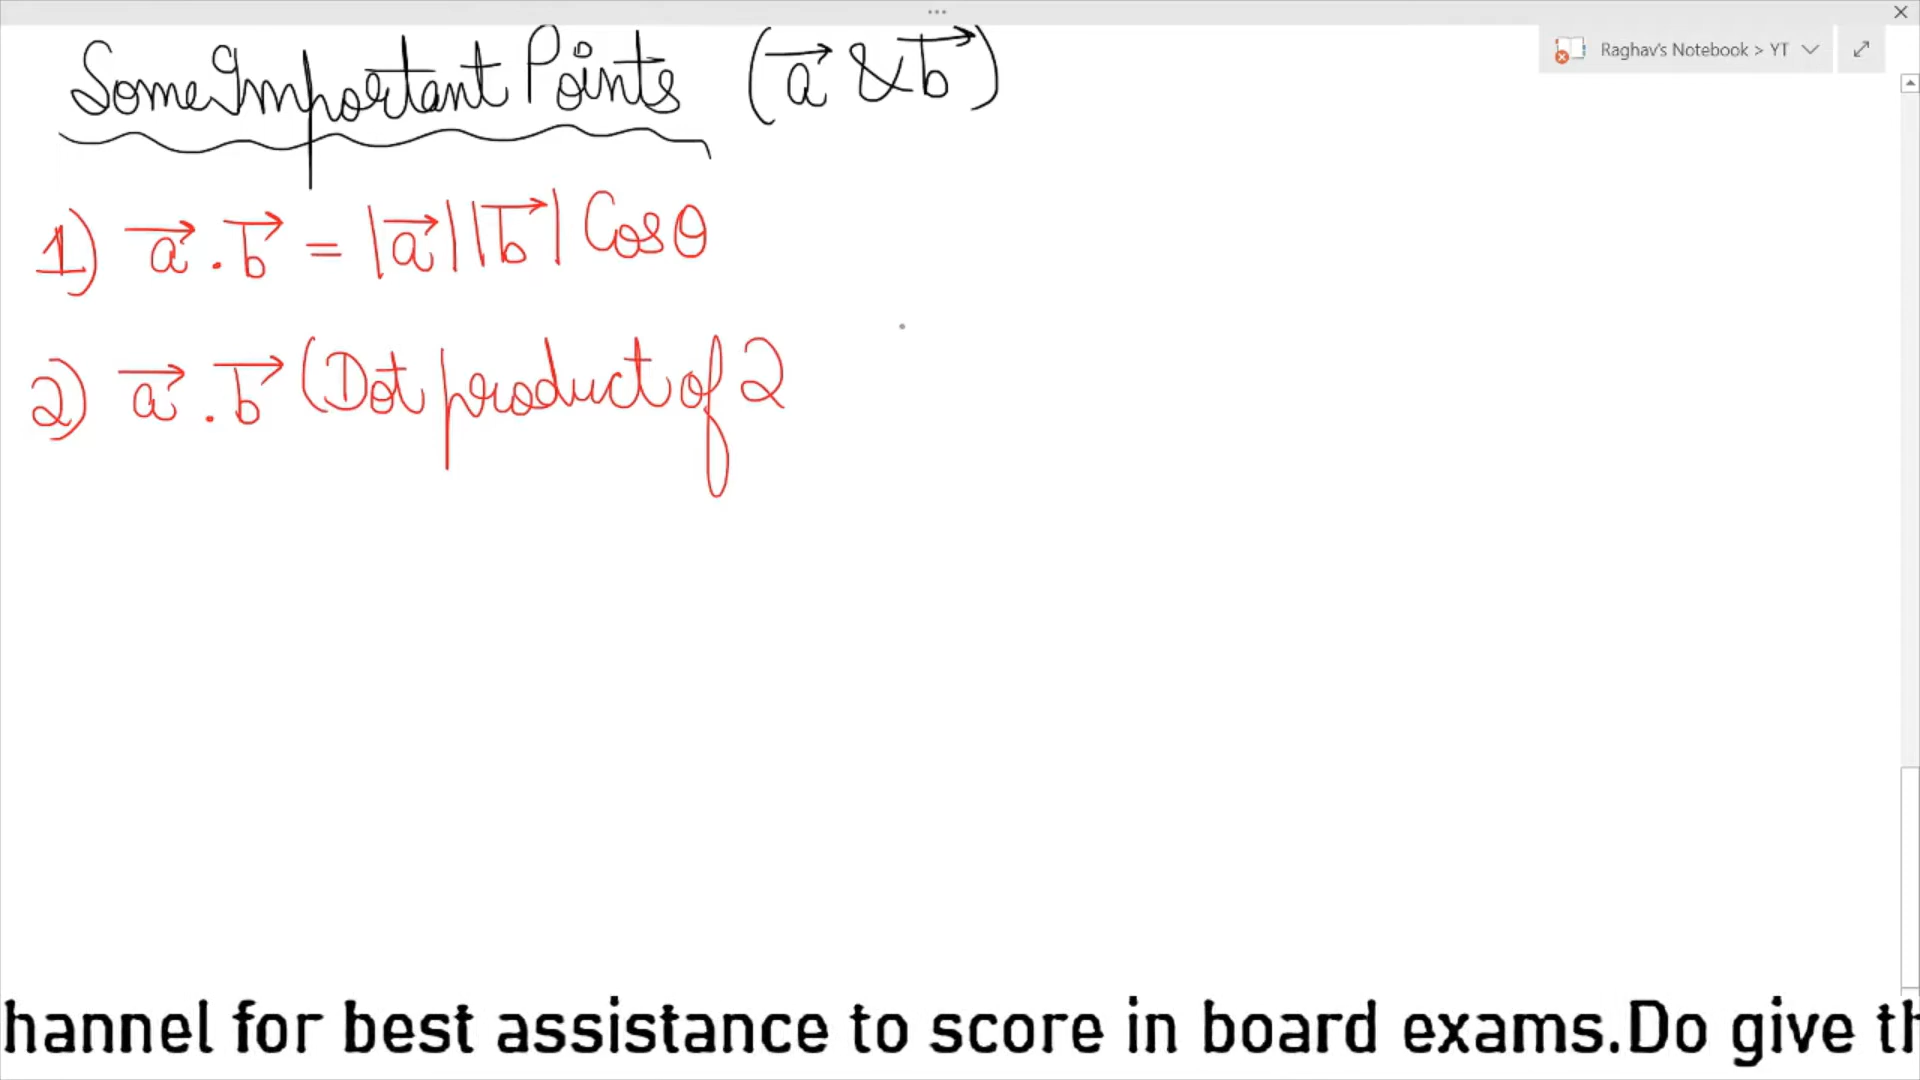 Some Important Points (a⃗ & b⃗)
Raghav's Notebook > YT
1) a⃗ . b⃗ = |a⃗| |b⃗| Cosθ
2) a⃗ . b⃗ (Dot product of 2
hannel for best assistance to score in board exams.Do give th